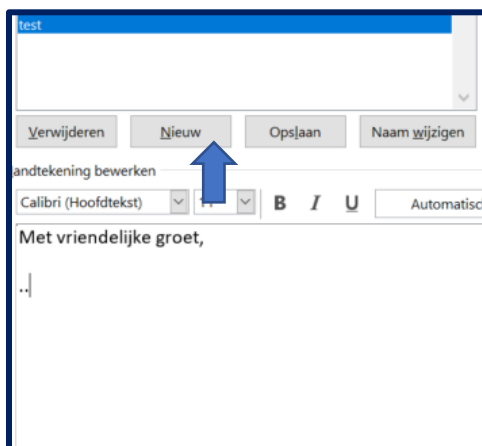 test
Verwijderen Nieuw Opslaan Naam wijzigen
andtekening bewerken
Calibri (Hoofdtekst) B I U Automatisc
Met vriendelijke groet,
..